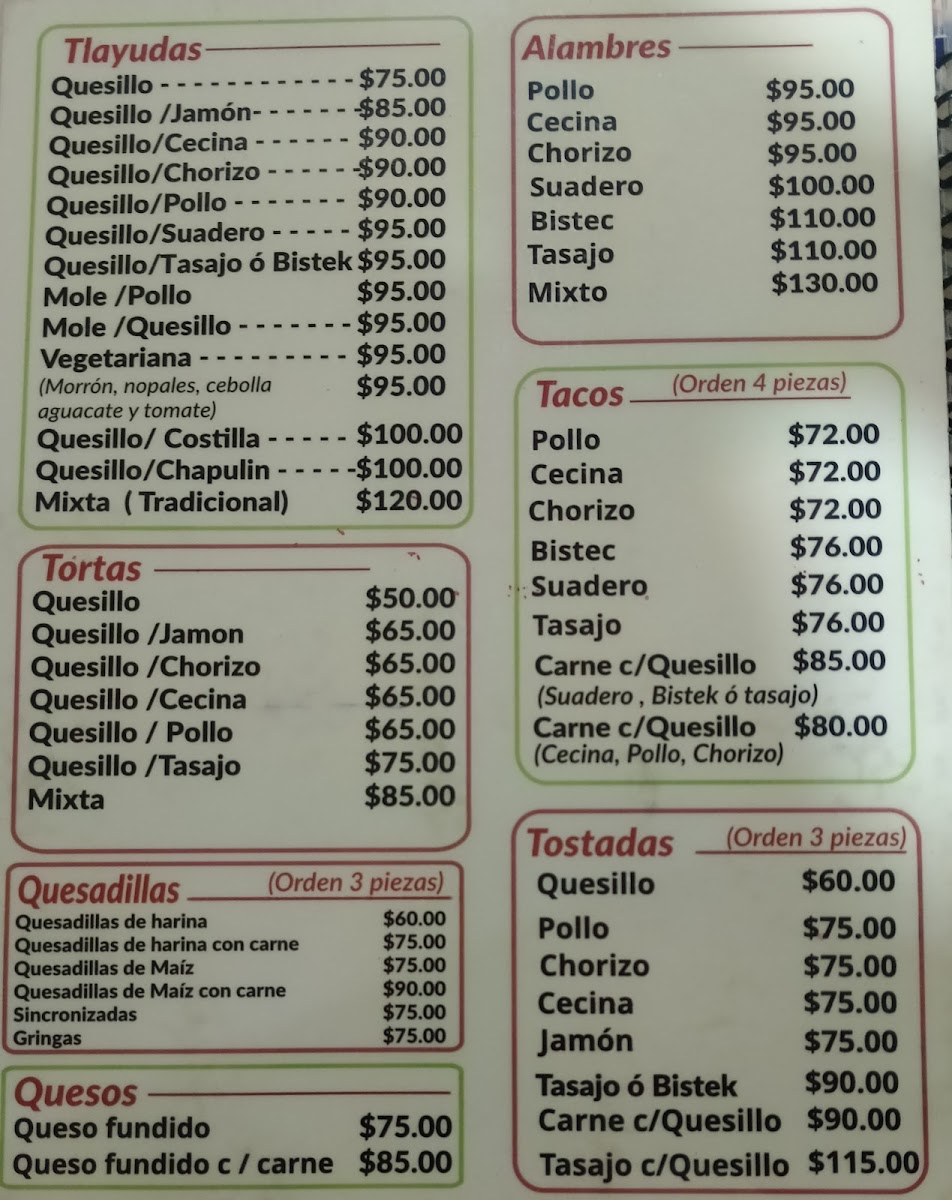 Tlayudas
Quesillo - - - - - - - - - - - - $75.00
Quesillo /Jamón- - - - - - -$85.00
Quesillo/Cecina - - - - - - $90.00
Quesillo/Chorizo - - - - - -$90.00
Quesillo/Pollo - - - - - - - $90.00
Quesillo/Suadero - - - - - $95.00
Quesillo/Tasajo ó Bistek $95.00
Mole /Pollo $95.00
Mole /Quesillo - - - - - - - $95.00
Vegetariana - - - - - - - - - $95.00
(Morrón, nopales, cebolla $95.00
aguacate y tomate)
Quesillo/ Costilla - - - - - $100.00
Quesillo/Chapulin - - - - -$100.00
Mixta ( Tradicional) $120.00
Tortas
Quesillo $50.00
Quesillo /Jamon $65.00
Quesillo /Chorizo $65.00
Quesillo /Cecina $65.00
Quesillo / Pollo $65.00
Quesillo /Tasajo $75.00
Mixta $85.00
Quesadillas (Orden 3 piezas)
Quesadillas de harina $60.00
Quesadillas de harina con carne $75.00
Quesadillas de Maíz $75.00
Quesadillas de Maíz con carne $90.00
Sincronizadas $75.00
Gringas $75.00
Quesos
Queso fundido $75.00
Queso fundido c / carne $85.00
Alambres
Pollo $95.00
Cecina $95.00
Chorizo $95.00
Suadero $100.00
Bistec $110.00
Tasajo $110.00
Mixto $130.00
Tacos (Orden 4 piezas)
Pollo $72.00
Cecina $72.00
Chorizo $72.00
Bistec $76.00
Suadero $76.00
Tasajo $76.00
Carne c/Quesillo $85.00
(Suadero , Bistek ó tasajo)
Carne c/Quesillo $80.00
(Cecina, Pollo, Chorizo)
Tostadas (Orden 3 piezas)
Quesillo $60.00
Pollo $75.00
Chorizo $75.00
Cecina $75.00
Jamón $75.00
Tasajo ó Bistek $90.00
Carne c/Quesillo $90.00
Tasajo c/Quesillo $115.00